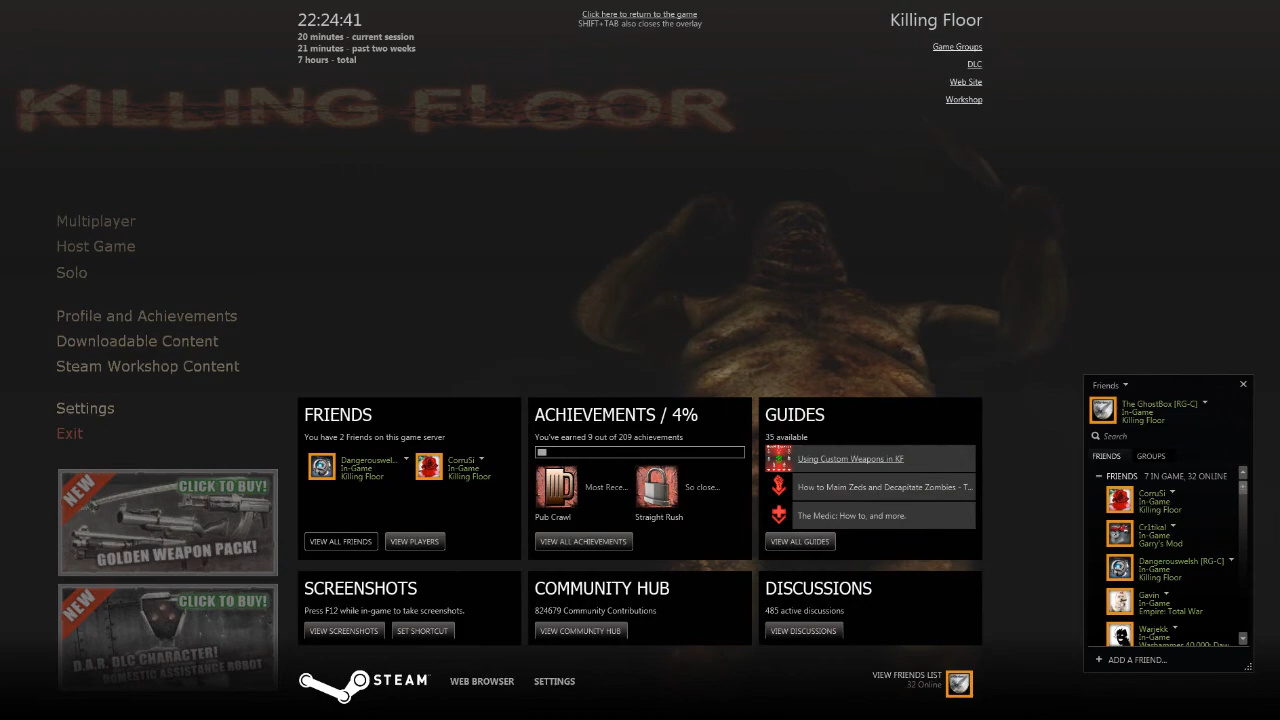 22:24:41
20 minutes - current session
21 minutes - past two weeks
7 hours - total
Click here to return to the game
SHIFT+TAB also closes the overlay
Killing Floor
Game Groups
DLC
Web Site
Workshop
KILLING FLOOR
Multiplayer
Host Game
Solo
Profile and Achievements
Downloadable Content
Steam Workshop Content
Settings
Exit
NEW
CLICK TO BUY!
GOLDEN WEAPON PACK!
NEW
CLICK TO BUY!
D.A.R. DLC CHARACTER!
DOMESTIC ASSISTANCE ROBOT
FRIENDS
You have 2 Friends on this game server
Dangerouswel...
In-Game
Killing Floor
CorruSi
In-Game
Killing Floor
VIEW ALL FRIENDS
VIEW PLAYERS
ACHIEVEMENTS / 4%
You've earned 9 out of 209 achievements
Most Rece...
Pub Crawl
So close...
Straight Rush
VIEW ALL ACHIEVEMENTS
GUIDES
35 available
Using Custom Weapons in KF
How to Maim Zeds and Decapitate Zombies - T...
The Medic: How to, and more.
VIEW ALL GUIDES
SCREENSHOTS
Press F12 while in-game to take screenshots.
VIEW SCREENSHOTS
SET SHORTCUT
COMMUNITY HUB
824679 Community Contributions
VIEW COMMUNITY HUB
DISCUSSIONS
485 active discussions
VIEW DISCUSSIONS
STEAM
WEB BROWSER
SETTINGS
VIEW FRIENDS LIST
32 Online
Friends
The GhostBox [RG-C]
In-Game
Killing Floor
Search
FRIENDS
GROUPS
FRIENDS 7 IN GAME, 32 ONLINE
CorruSi
In-Game
Killing Floor
Cr1tikal
In-Game
Garry's Mod
Dangerouswelsh [RG-C]
In-Game
Killing Floor
Gavin
In-Game
Empire: Total War
Warjekk
In-Game
Warhammer 40,000: Daw...
+ ADD A FRIEND...